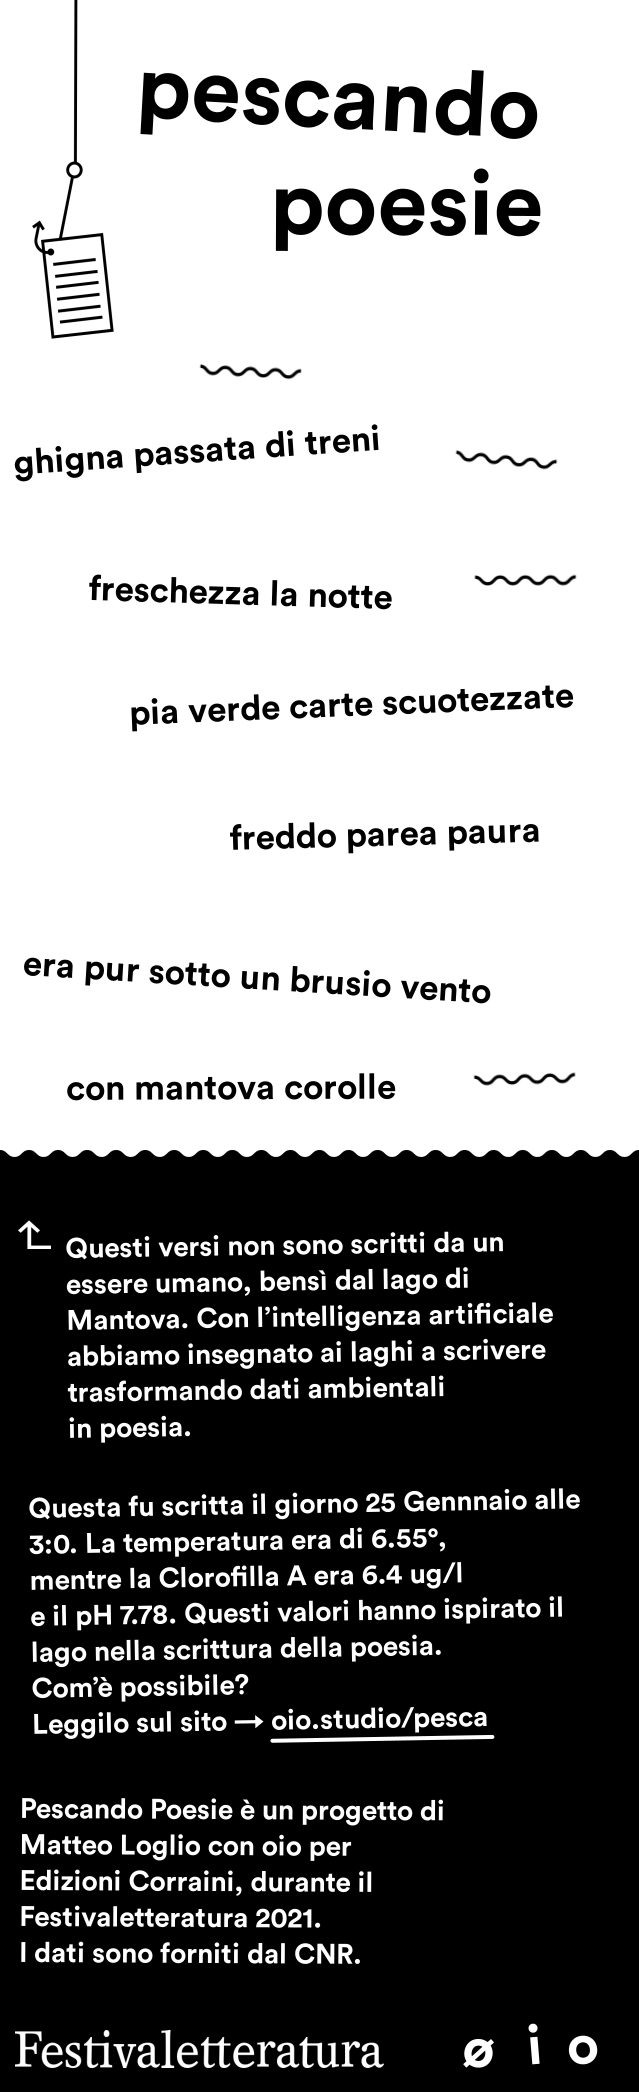 pescando
poesie
ghigna passata di treni
freschezza la notte
pia verde carte scuotezzate
freddo parea paura
era pur sotto un brusio vento
con mantova corolle
Questi versi non sono scritti da un
essere umano, bensì dal lago di
Mantova. Con l'intelligenza artificiale
abbiamo insegnato ai laghi a scrivere
trasformando dati ambientali
in poesia.
Questa fu scritta il giorno 25 Gennnaio alle
3:0. La temperatura era di 6.55°,
mentre la Clorofilla A era 6.4 ug/l
e il pH 7.78. Questi valori hanno ispirato il
lago nella scrittura della poesia.
Com'è possibile?
Leggilo sul sito → oio.studio/pesca
Pescando Poesie è un progetto di
Matteo Loglio con oio per
Edizioni Corraini, durante il
Festivaletteratura 2021.
I dati sono forniti dal CNR.
Festivaletteratura ø i o